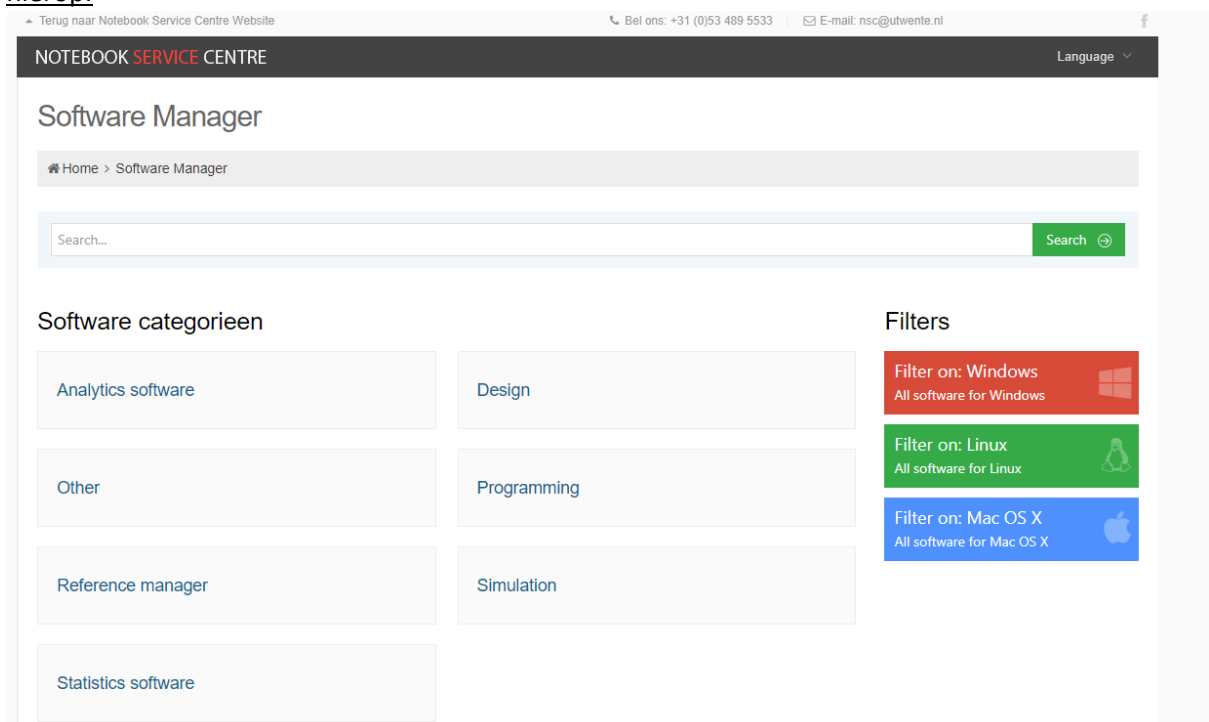 hierop.
Terug naar Notebook Service Centre Website
Bel ons: +31 (0)53 489 5533
E-mail: nsc@utwente.nl
NOTEBOOK SERVICE CENTRE
Language
Software Manager
Home > Software Manager
Search...
Search
Software categorieen
Filters
Analytics software
Design
Filter on: Windows
All software for Windows
Other
Programming
Filter on: Linux
All software for Linux
Filter on: Mac OS X
All software for Mac OS X
Reference manager
Simulation
Statistics software